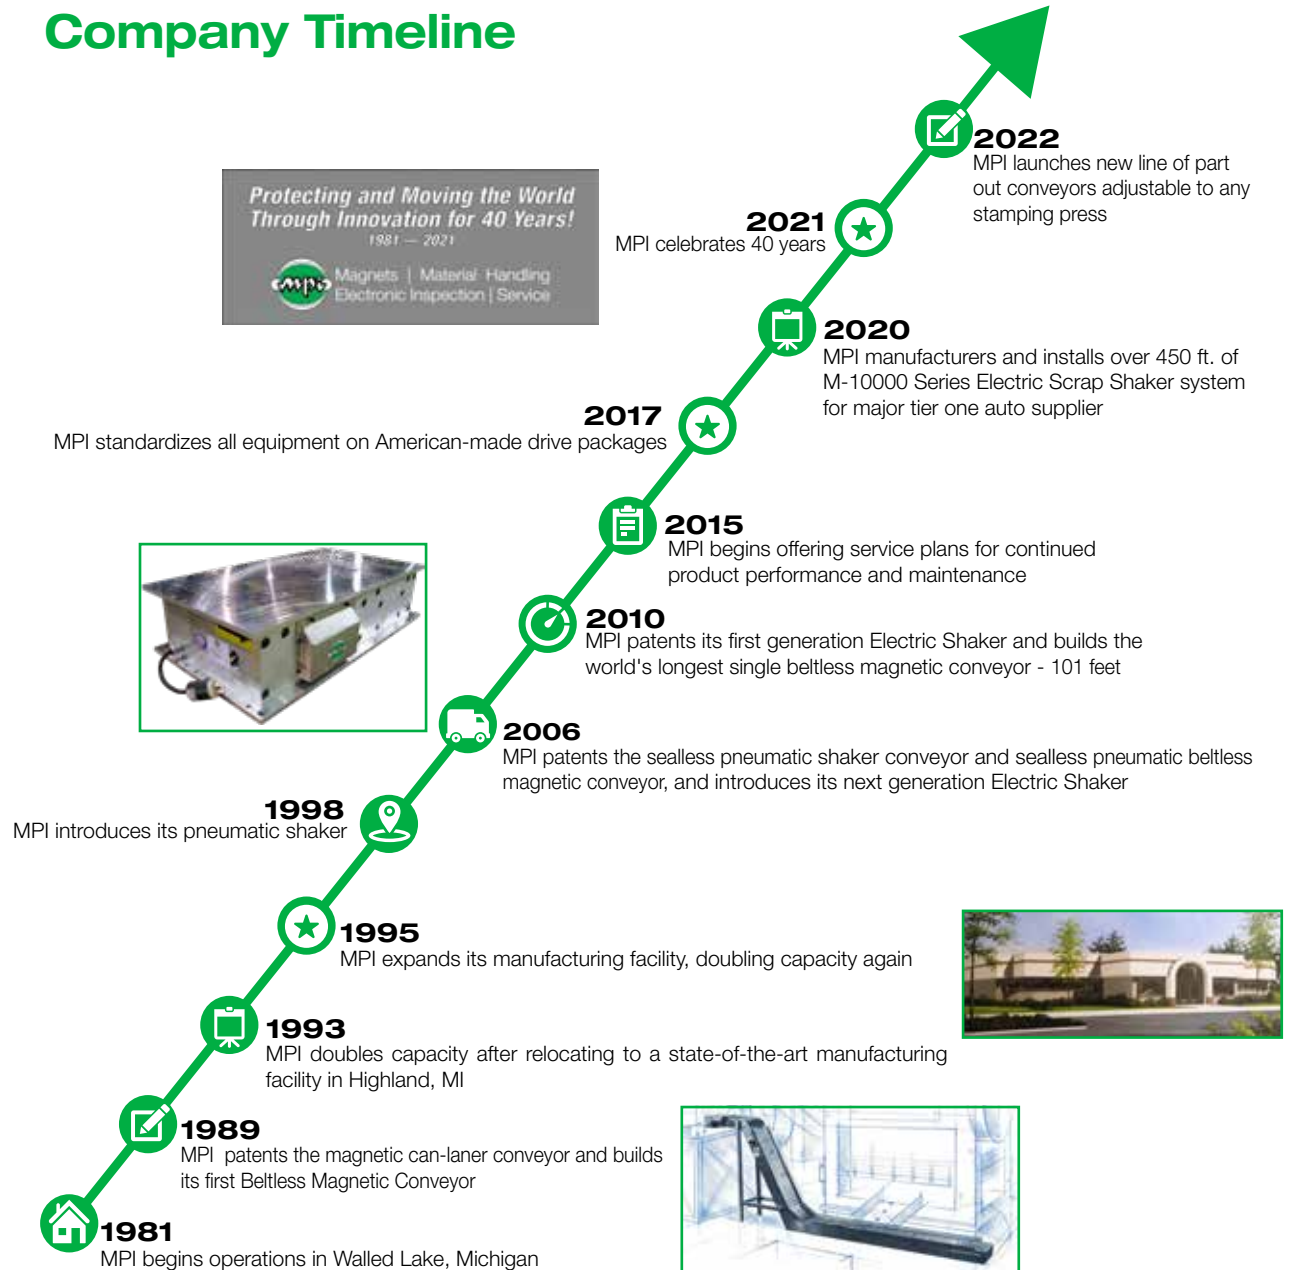 Company Timeline
2022
MPI launches new line of part
out conveyors adjustable to any
stamping press
Protecting and Moving the World
Through Innovation for 40 Years!
1981 — 2021
mpi
Magnets | Material Handling
Electronic Inspection | Service
2021
MPI celebrates 40 years
2020
MPI manufacturers and installs over 450 ft. of
M-10000 Series Electric Scrap Shaker system
for major tier one auto supplier
2017
MPI standardizes all equipment on American-made drive packages
2015
MPI begins offering service plans for continued
product performance and maintenance
2010
MPI patents its first generation Electric Shaker and builds the
world's longest single beltless magnetic conveyor - 101 feet
2006
MPI patents the sealless pneumatic shaker conveyor and sealless pneumatic beltless
magnetic conveyor, and introduces its next generation Electric Shaker
1998
MPI introduces its pneumatic shaker
1995
MPI expands its manufacturing facility, doubling capacity again
1993
MPI doubles capacity after relocating to a state-of-the-art manufacturing
facility in Highland, MI
1989
MPI patents the magnetic can-laner conveyor and builds
its first Beltless Magnetic Conveyor
1981
MPI begins operations in Walled Lake, Michigan